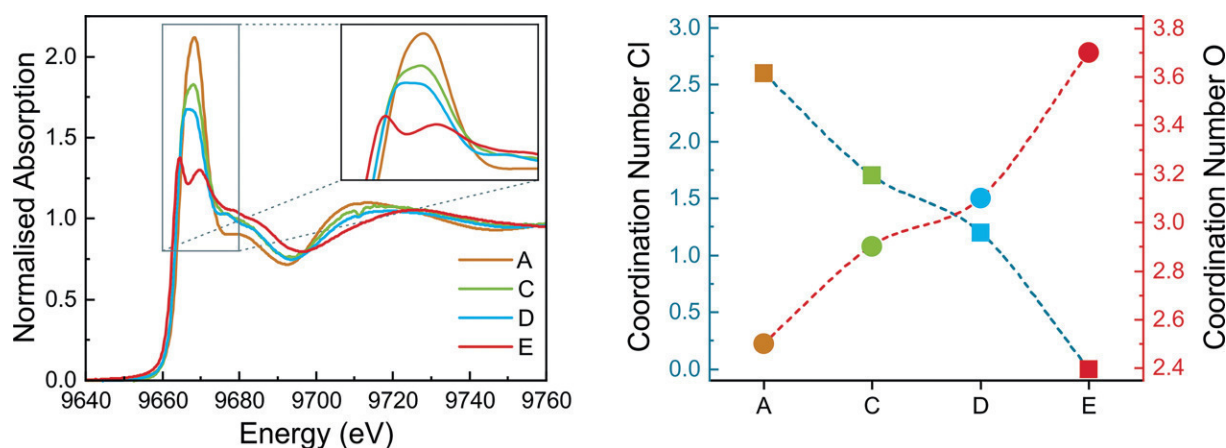 Normalised Absorption
2.0
1.5
1.0
0.5
0.0
A
C
D
E
9640 9660 9680 9700 9720 9740 9760
Energy (eV)
Coordination Number Cl
3.0
2.5
2.0
1.5
1.0
0.5
0.0
A C D E
3.8
3.6
3.4
3.2
3.0
2.8
2.6
2.4
Coordination Number O